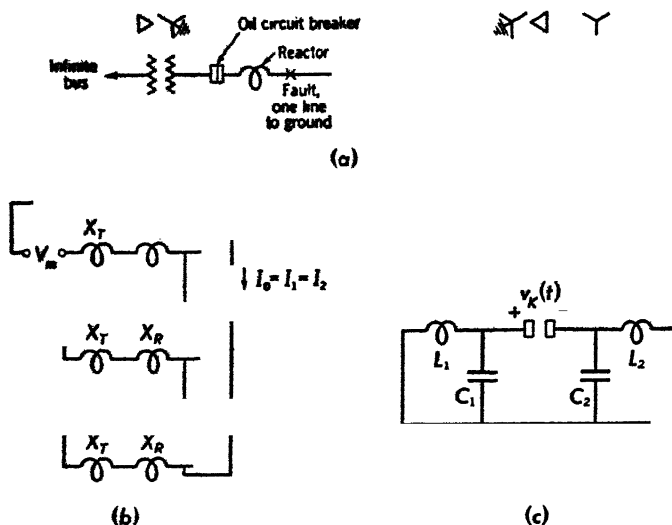 Oil circuit breaker
Reactor
Infinite
bus
Fault,
one line
to ground
(a)
X_T
V_m
I_0 = I_1 = I_2
X_T X_R
X_T X_R
(b)
+ v_K(t) –
L_1 L_2
C_1 C_2
(c)